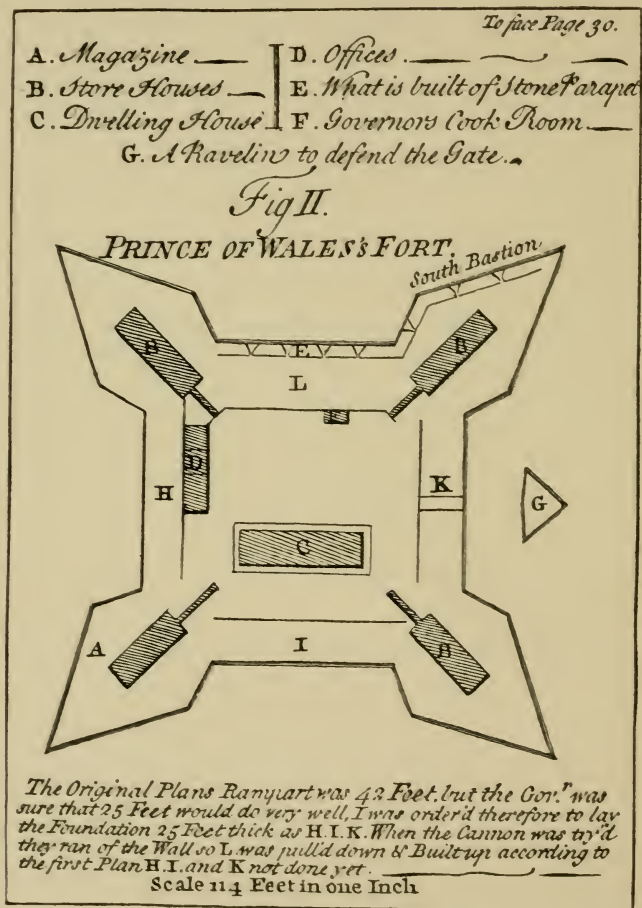 To face Page 30.
A. Magazine
B. Store Houses
C. Dwelling House
D. Offices
E. What is built of Stone Parapet
F. Governors Cook Room
G. A Ravelin to defend the Gate.
Fig II.
PRINCE OF WALES'S FORT.
South Bastion
B
E
B
L
F
D
H
K
G
C
A
I
B
The Original Plans Rampart was 42 Feet. but the Gov.r was
sure that 25 Feet would do very well, I was order'd therefore to lay
the Foundation 25 Feet thick as H.I.K. When the Cannon was try'd
they ran of the Wall so L was pull'd down & Built up according to
the first Plan H.I. and K not done yet.
Scale 114 Feet in one Inch